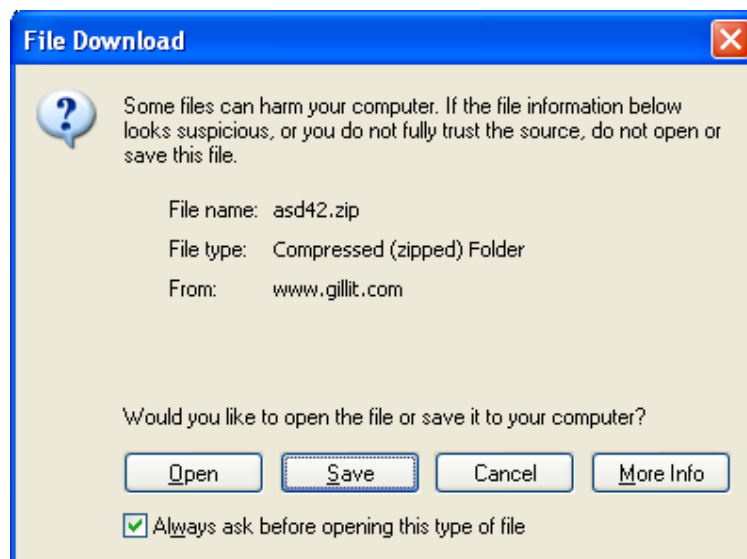 File Download
Some files can harm your computer. If the file information below
looks suspicious, or you do not fully trust the source, do not open or
save this file.
File name: asd42.zip
File type: Compressed (zipped) Folder
From: www.gillit.com
Would you like to open the file or save it to your computer?
Open Save Cancel More Info
Always ask before opening this type of file